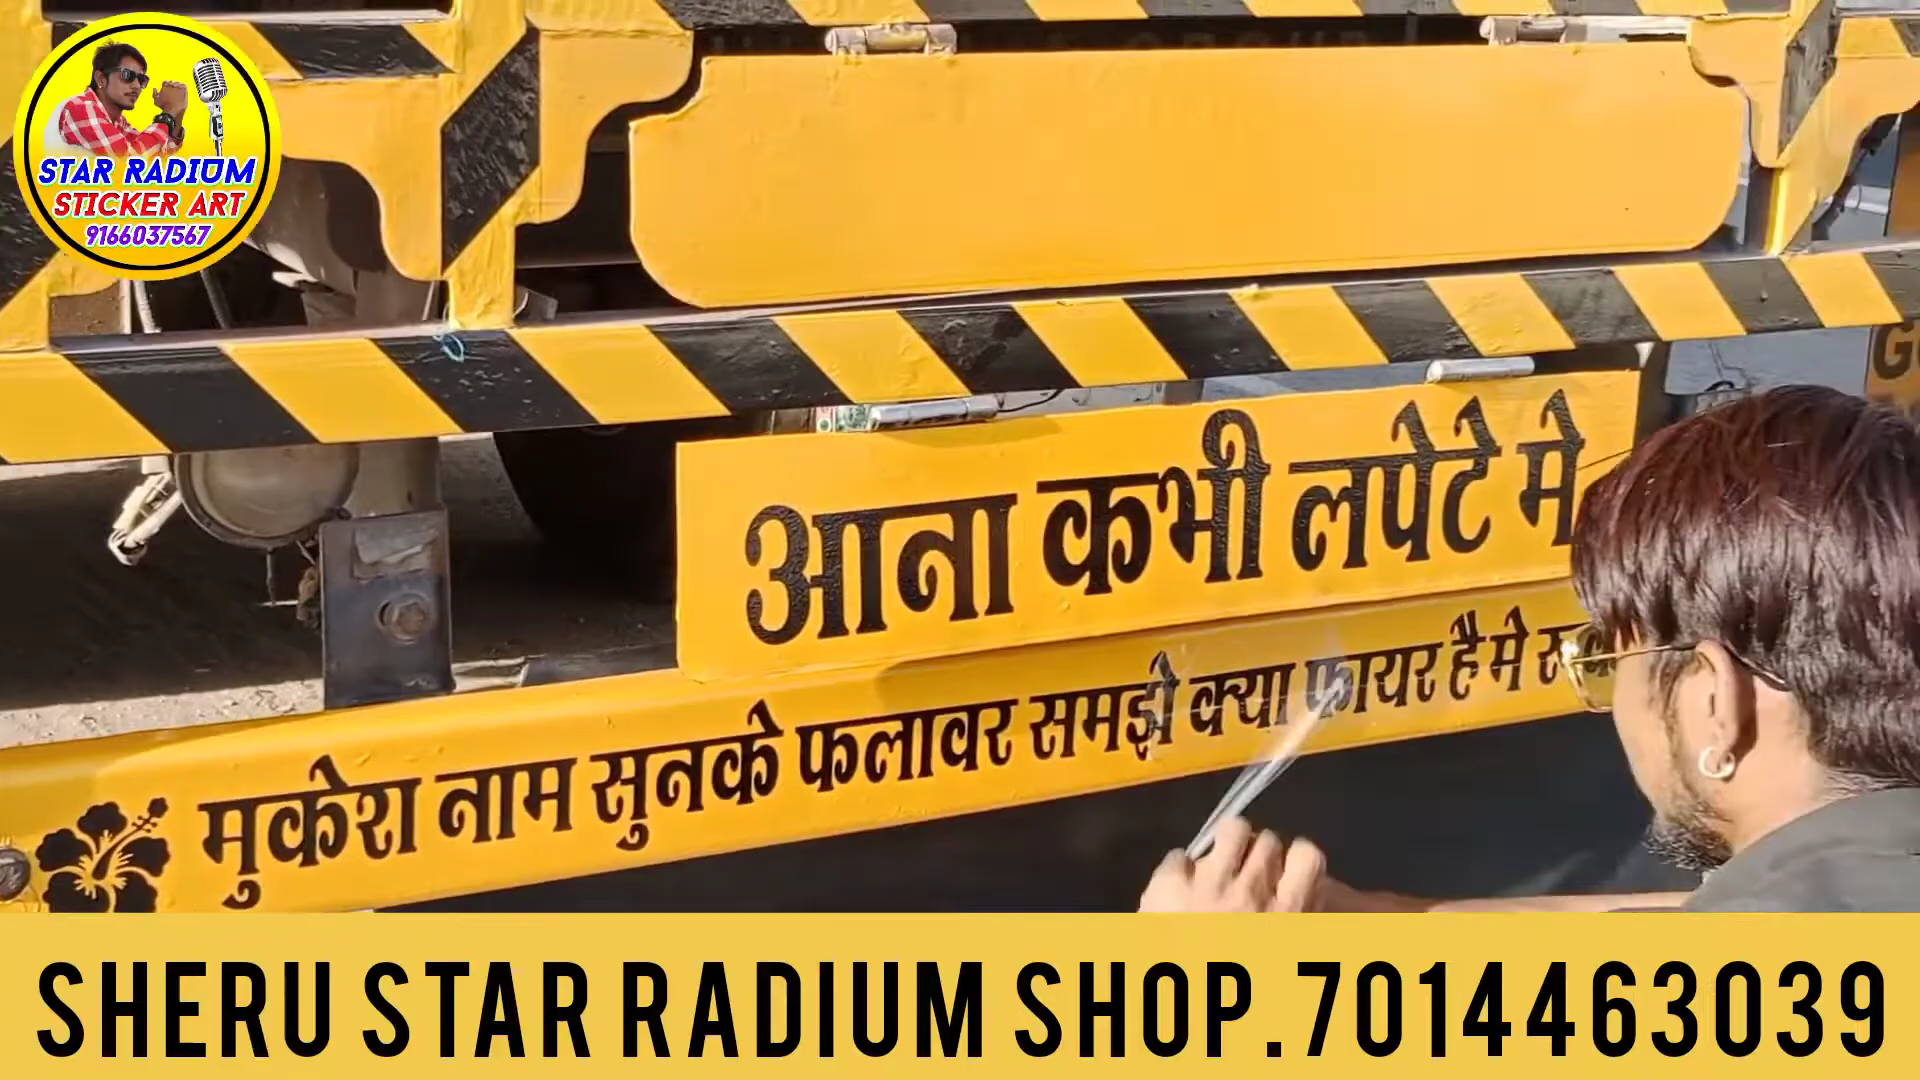 STAR RADIUM
STICKER ART
9166037567
आना कभी लपेटे मे
मुकेश नाम सुनके फलावर समझे क्या फायर है मे
SHERU STAR RADIUM SHOP.7014463039